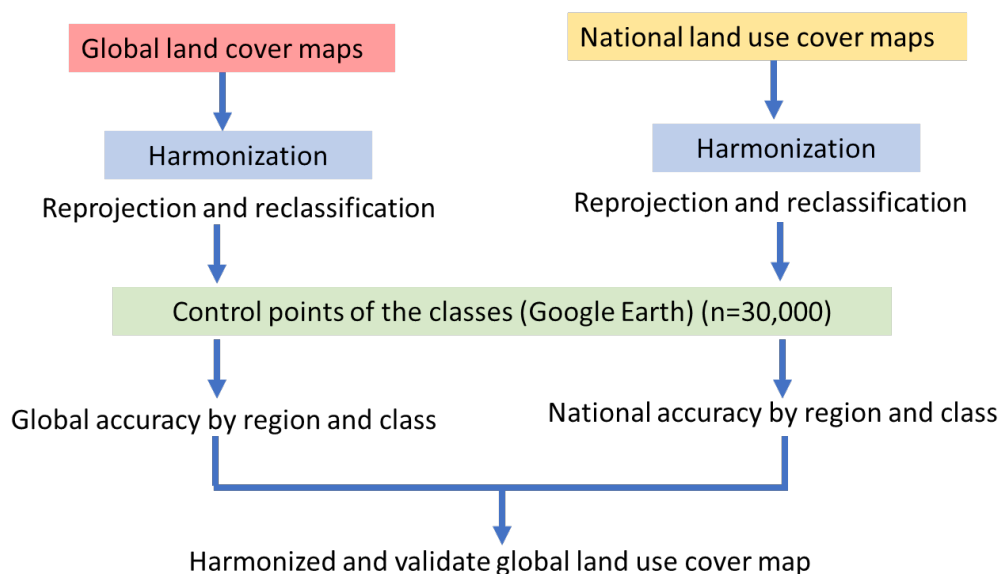 Global land cover maps
National land use cover maps
Harmonization
Harmonization
Reprojection and reclassification
Reprojection and reclassification
Control points of the classes (Google Earth) (n=30,000)
Global accuracy by region and class
National accuracy by region and class
Harmonized and validate global land use cover map